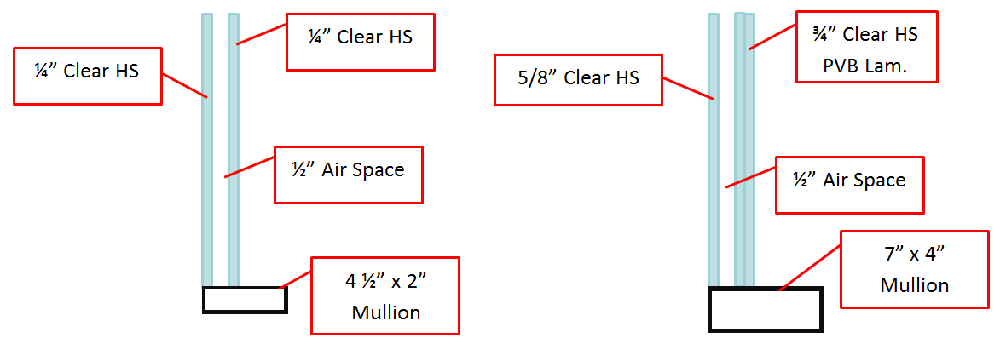 ¼” Clear HS
¼” Clear HS
½” Air Space
4 ½” x 2”
Mullion
5/8” Clear HS
¾” Clear HS
PVB Lam.
½” Air Space
7” x 4”
Mullion